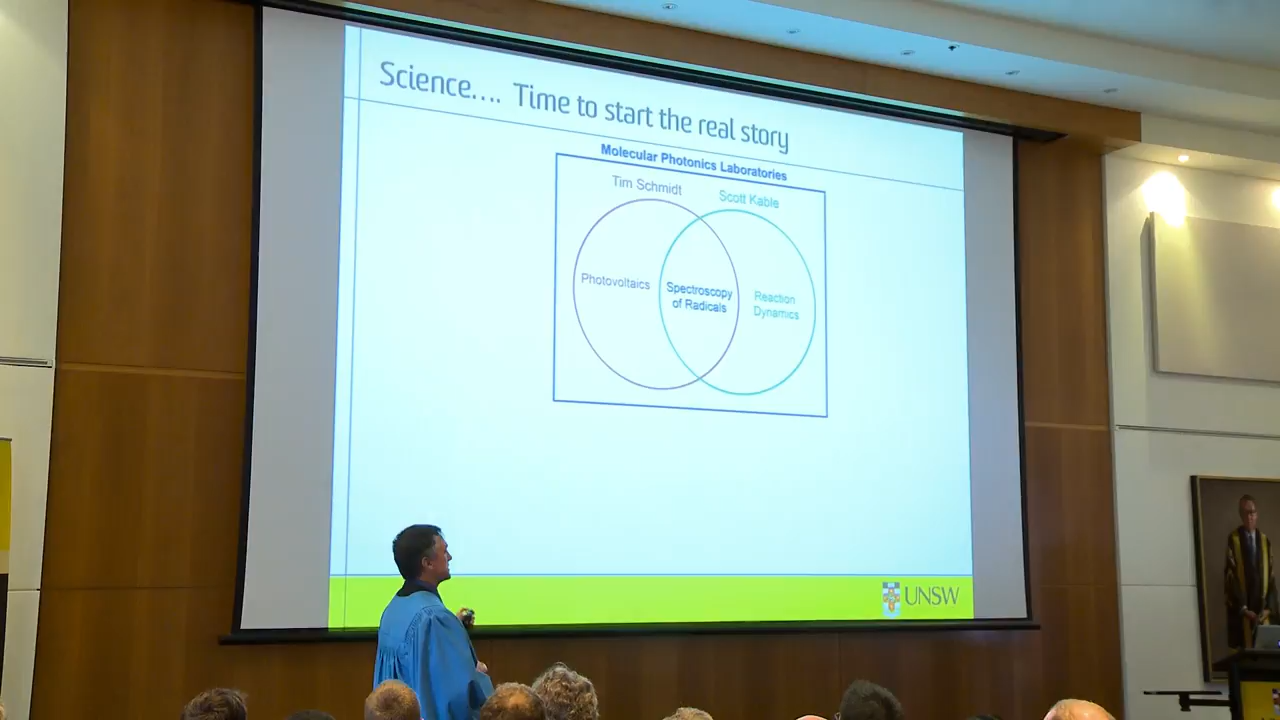 Science.... Time to start the real story
Molecular Photonics Laboratories
Tim Schmidt
Scott Kable
Photovoltaics
Spectroscopy
of Radicals
Reaction
Dynamics
UNSW